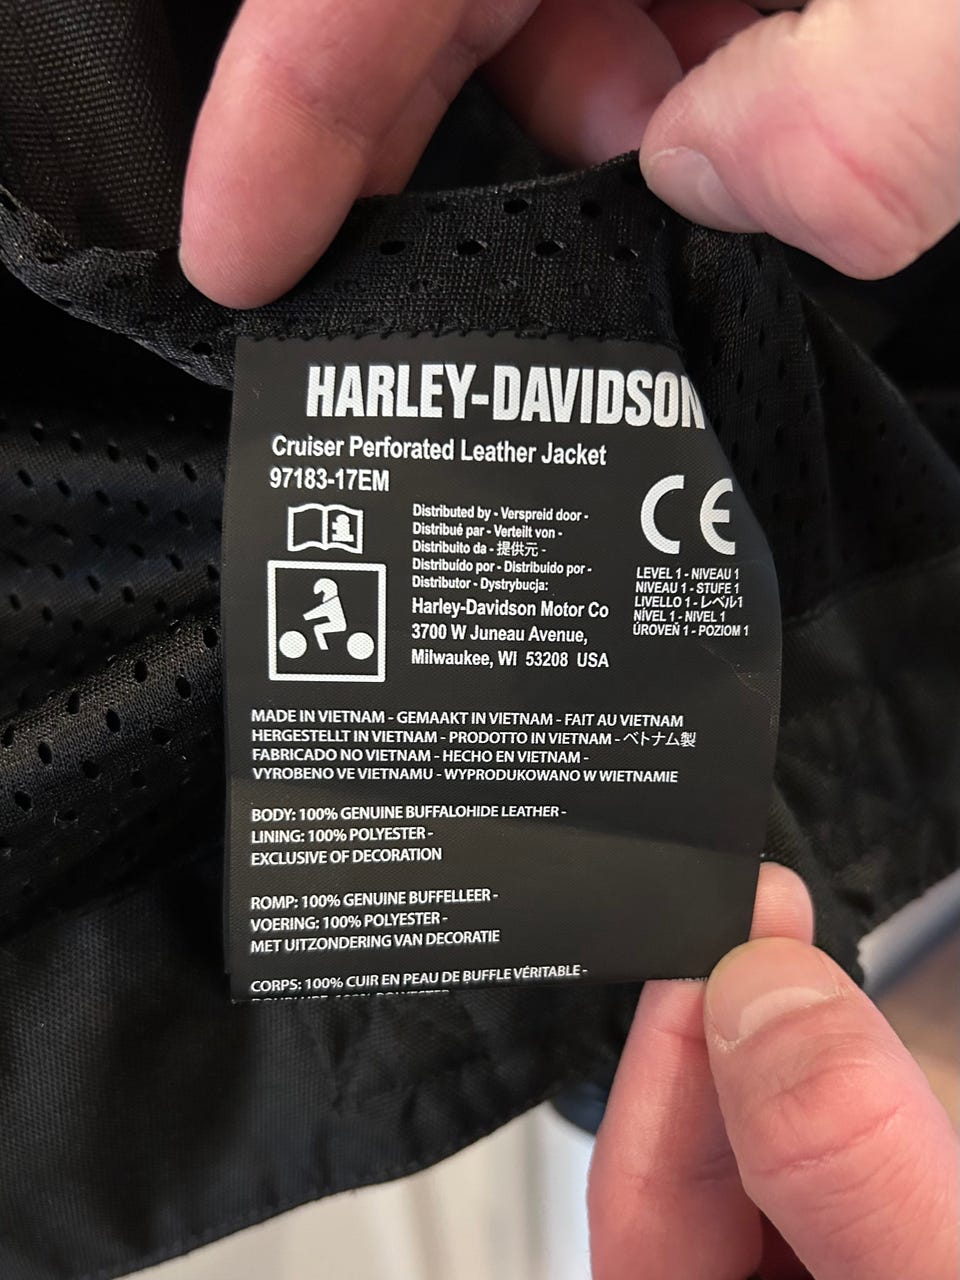 HARLEY-DAVIDSON
Cruiser Perforated Leather Jacket
97183-17EM
Distributed by - Verspreid door -
Distribué par - Verteilt von -
Distribuito da - 提供元 -
Distribuído por - Distribuido por -
Distributor - Dystrybucja:
Harley-Davidson Motor Co
3700 W Juneau Avenue,
Milwaukee, WI 53208 USA
CE
LEVEL 1 - NIVEAU 1
NIVEAU 1 - STUFE 1
LIVELLO 1 - レベル1
NÍVEL 1 - NIVEL 1
ÚROVEŇ 1 - POZIOM 1
MADE IN VIETNAM - GEMAAKT IN VIETNAM - FAIT AU VIETNAM
HERGESTELLT IN VIETNAM - PRODOTTO IN VIETNAM - ベトナム製
FABRICADO NO VIETNAM - HECHO EN VIETNAM -
VYROBENO VE VIETNAMU - WYPRODUKOWANO W WIETNAMIE
BODY: 100% GENUINE BUFFALOHIDE LEATHER -
LINING: 100% POLYESTER -
EXCLUSIVE OF DECORATION
ROMP: 100% GENUINE BUFFELLEER -
VOERING: 100% POLYESTER -
MET UITZONDERING VAN DECORATIE
CORPS: 100% CUIR EN PEAU DE BUFFLE VÉRITABLE -